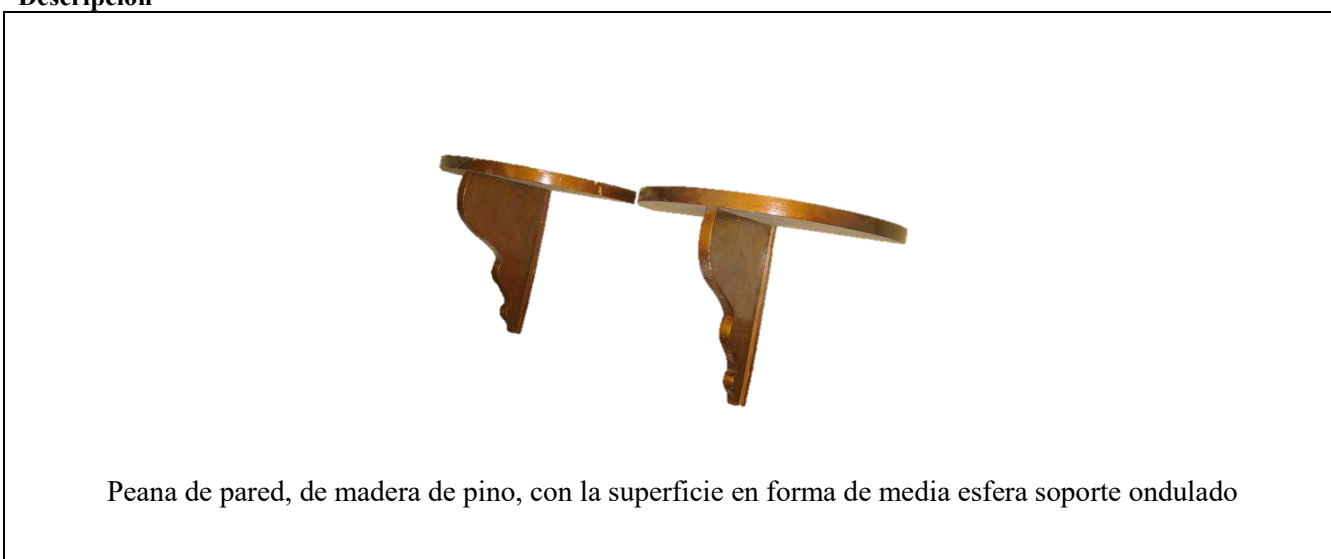 Descripción
Peana de pared, de madera de pino, con la superficie en forma de media esfera soporte ondulado